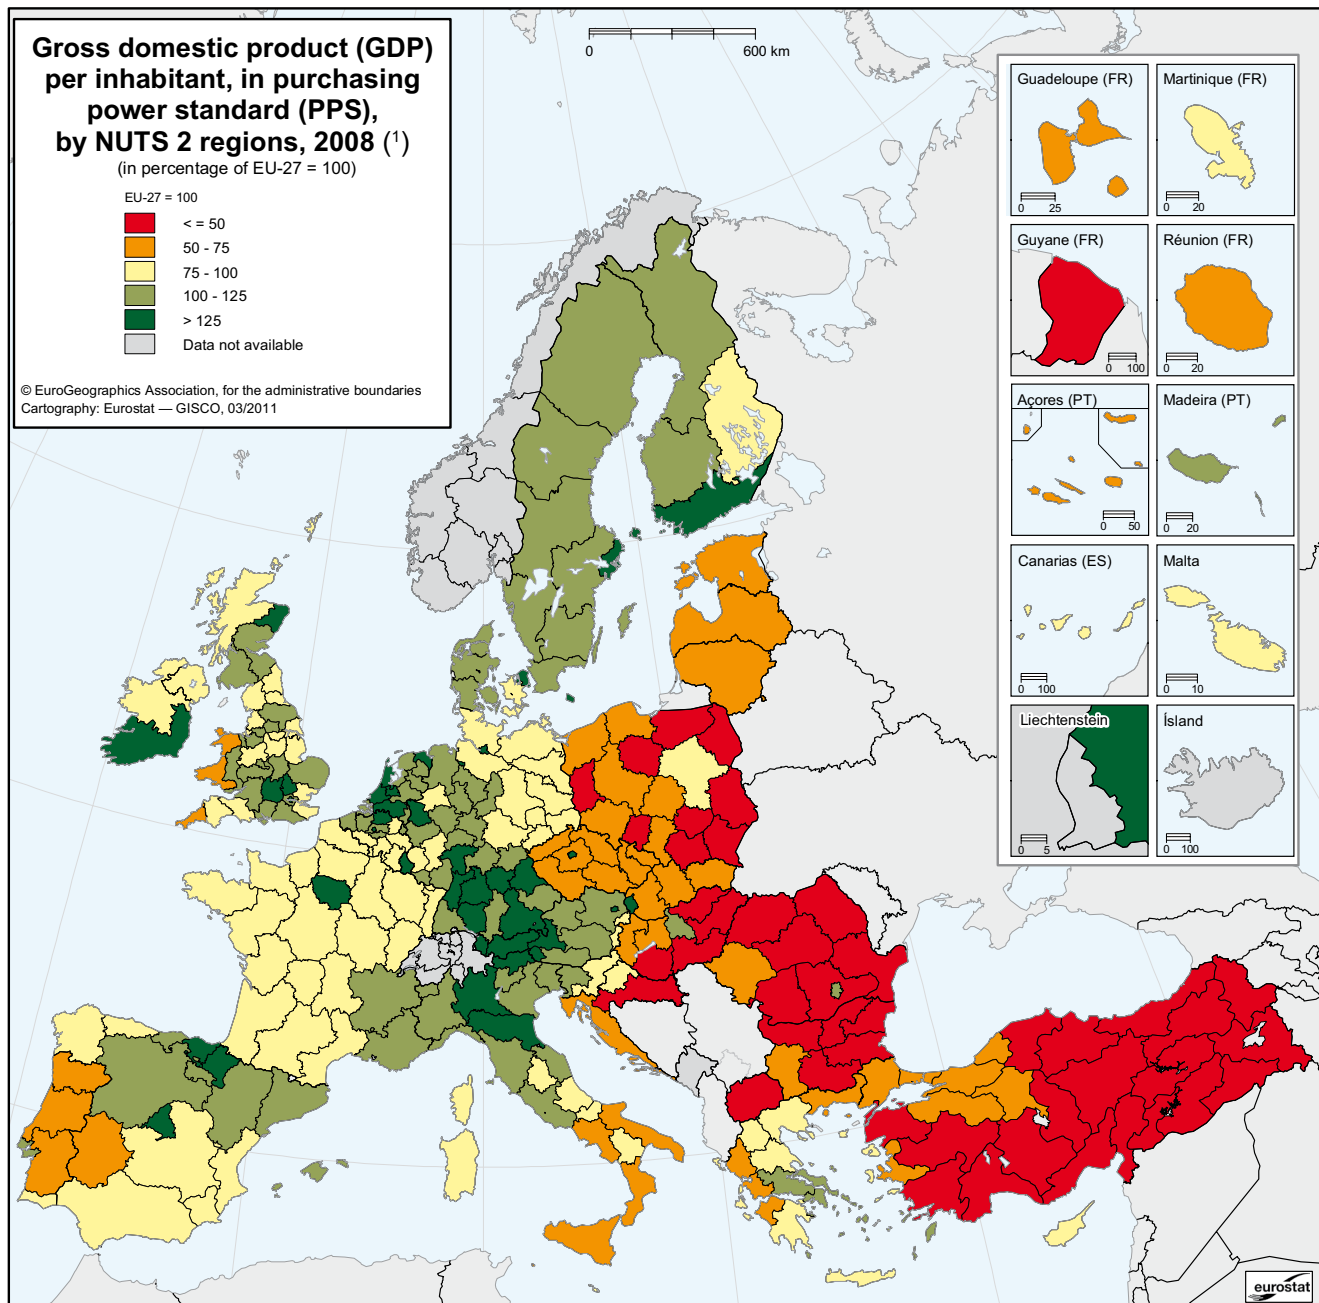 Gross domestic product (GDP)
per inhabitant, in purchasing
power standard (PPS),
by NUTS 2 regions, 2008 (¹)
(in percentage of EU-27 = 100)
EU-27 = 100
< = 50
50 - 75
75 - 100
100 - 125
> 125
Data not available
© EuroGeographics Association, for the administrative boundaries
Cartography: Eurostat — GISCO, 03/2011
0 600 km
Guadeloupe (FR)
0 25
Martinique (FR)
0 20
Guyane (FR)
0 100
Réunion (FR)
0 20
Açores (PT)
0 50
Madeira (PT)
0 20
Canarias (ES)
0 100
Malta
0 10
Liechtenstein
0 5
Ísland
0 100
eurostat